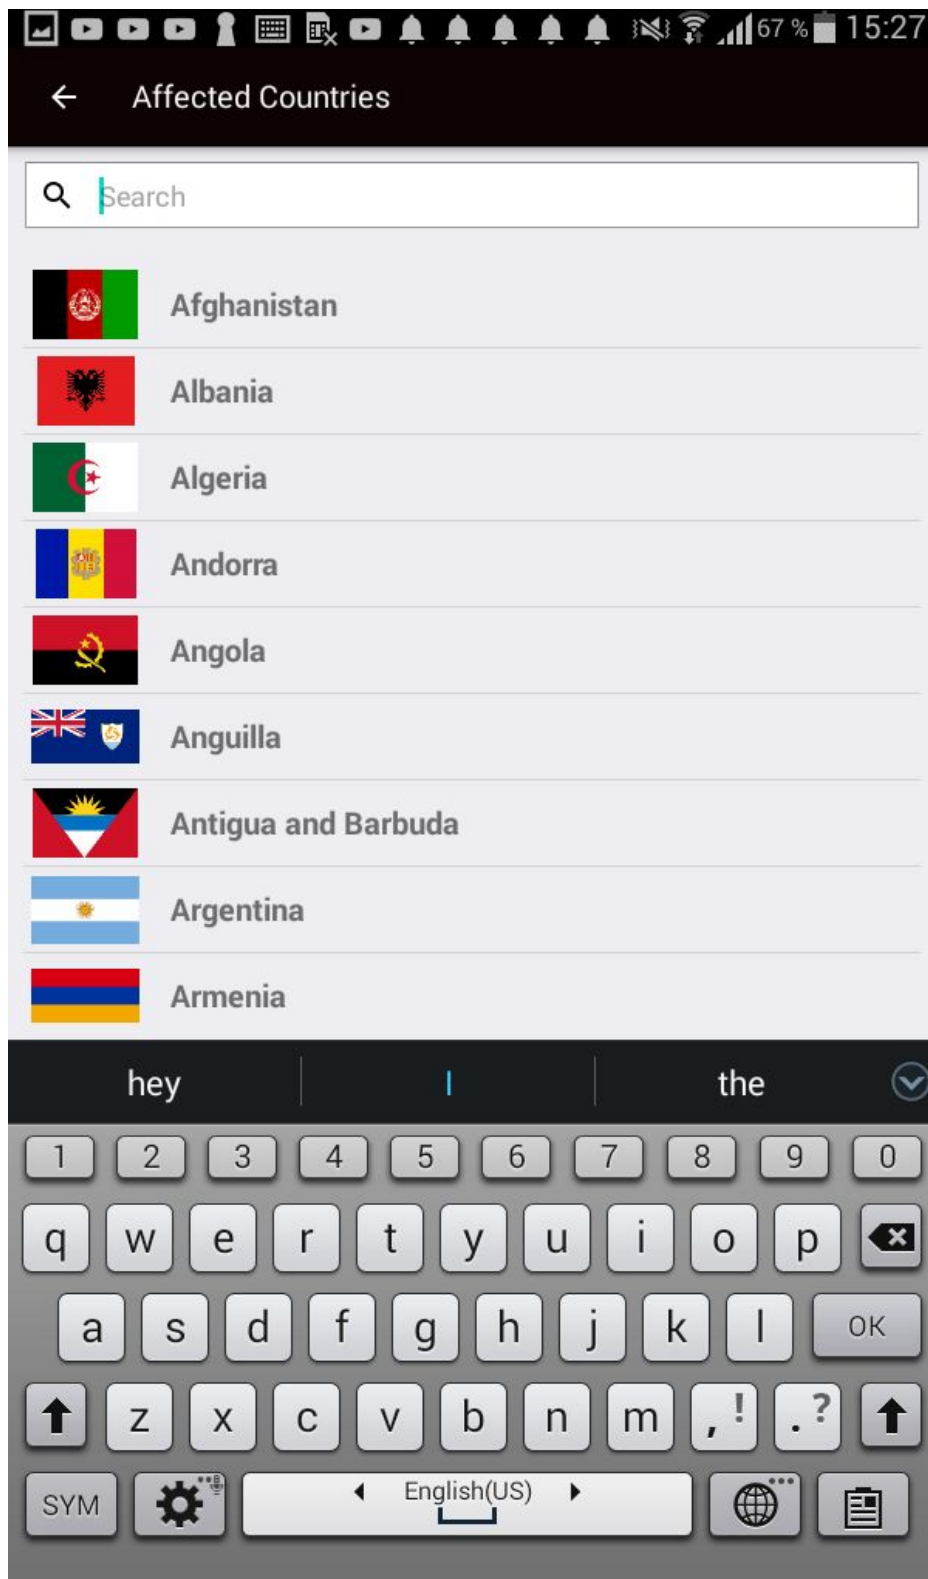 67 % 15:27
Affected Countries
Search
Afghanistan
Albania
Algeria
Andorra
Angola
Anguilla
Antigua and Barbuda
Argentina
Armenia
hey I the
1 2 3 4 5 6 7 8 9 0
q w e r t y u i o p
a s d f g h j k l OK
z x c v b n m , ! . ?
SYM English(US)